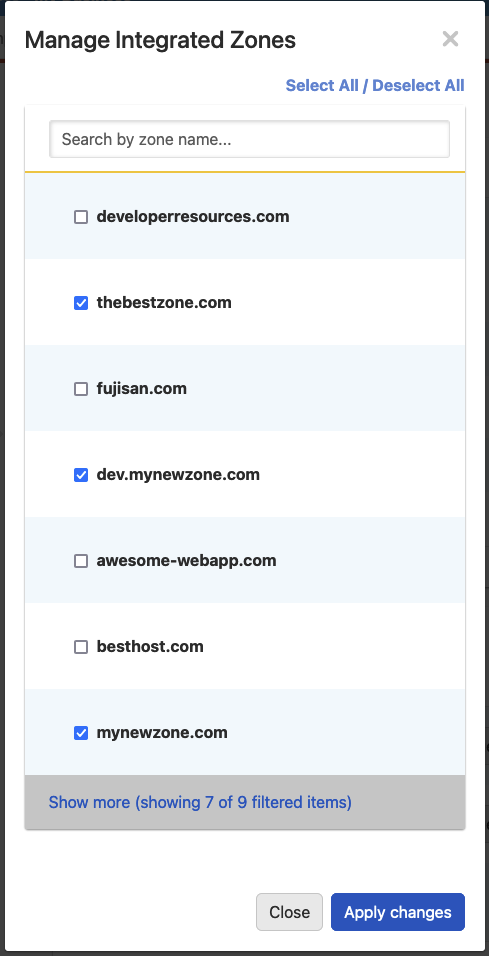 Manage Integrated Zones
×
Select All / Deselect All
Search by zone name...
developerresources.com
thebestzone.com
fujisan.com
dev.mynewzone.com
awesome-webapp.com
besthost.com
mynewzone.com
Show more (showing 7 of 9 filtered items)
Close
Apply changes